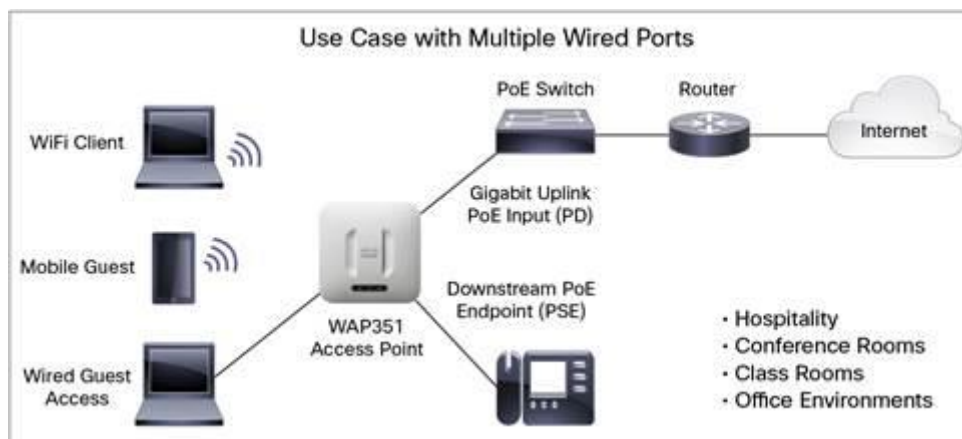 Use Case with Multiple Wired Ports
PoE Switch
Router
WiFi Client
Internet
Gigabit Uplink
PoE Input (PD)
Mobile Guest
Downstream PoE
Endpoint (PSE)
WAP351
Access Point
Wired Guest
Access
• Hospitality
• Conference Rooms
• Class Rooms
• Office Environments